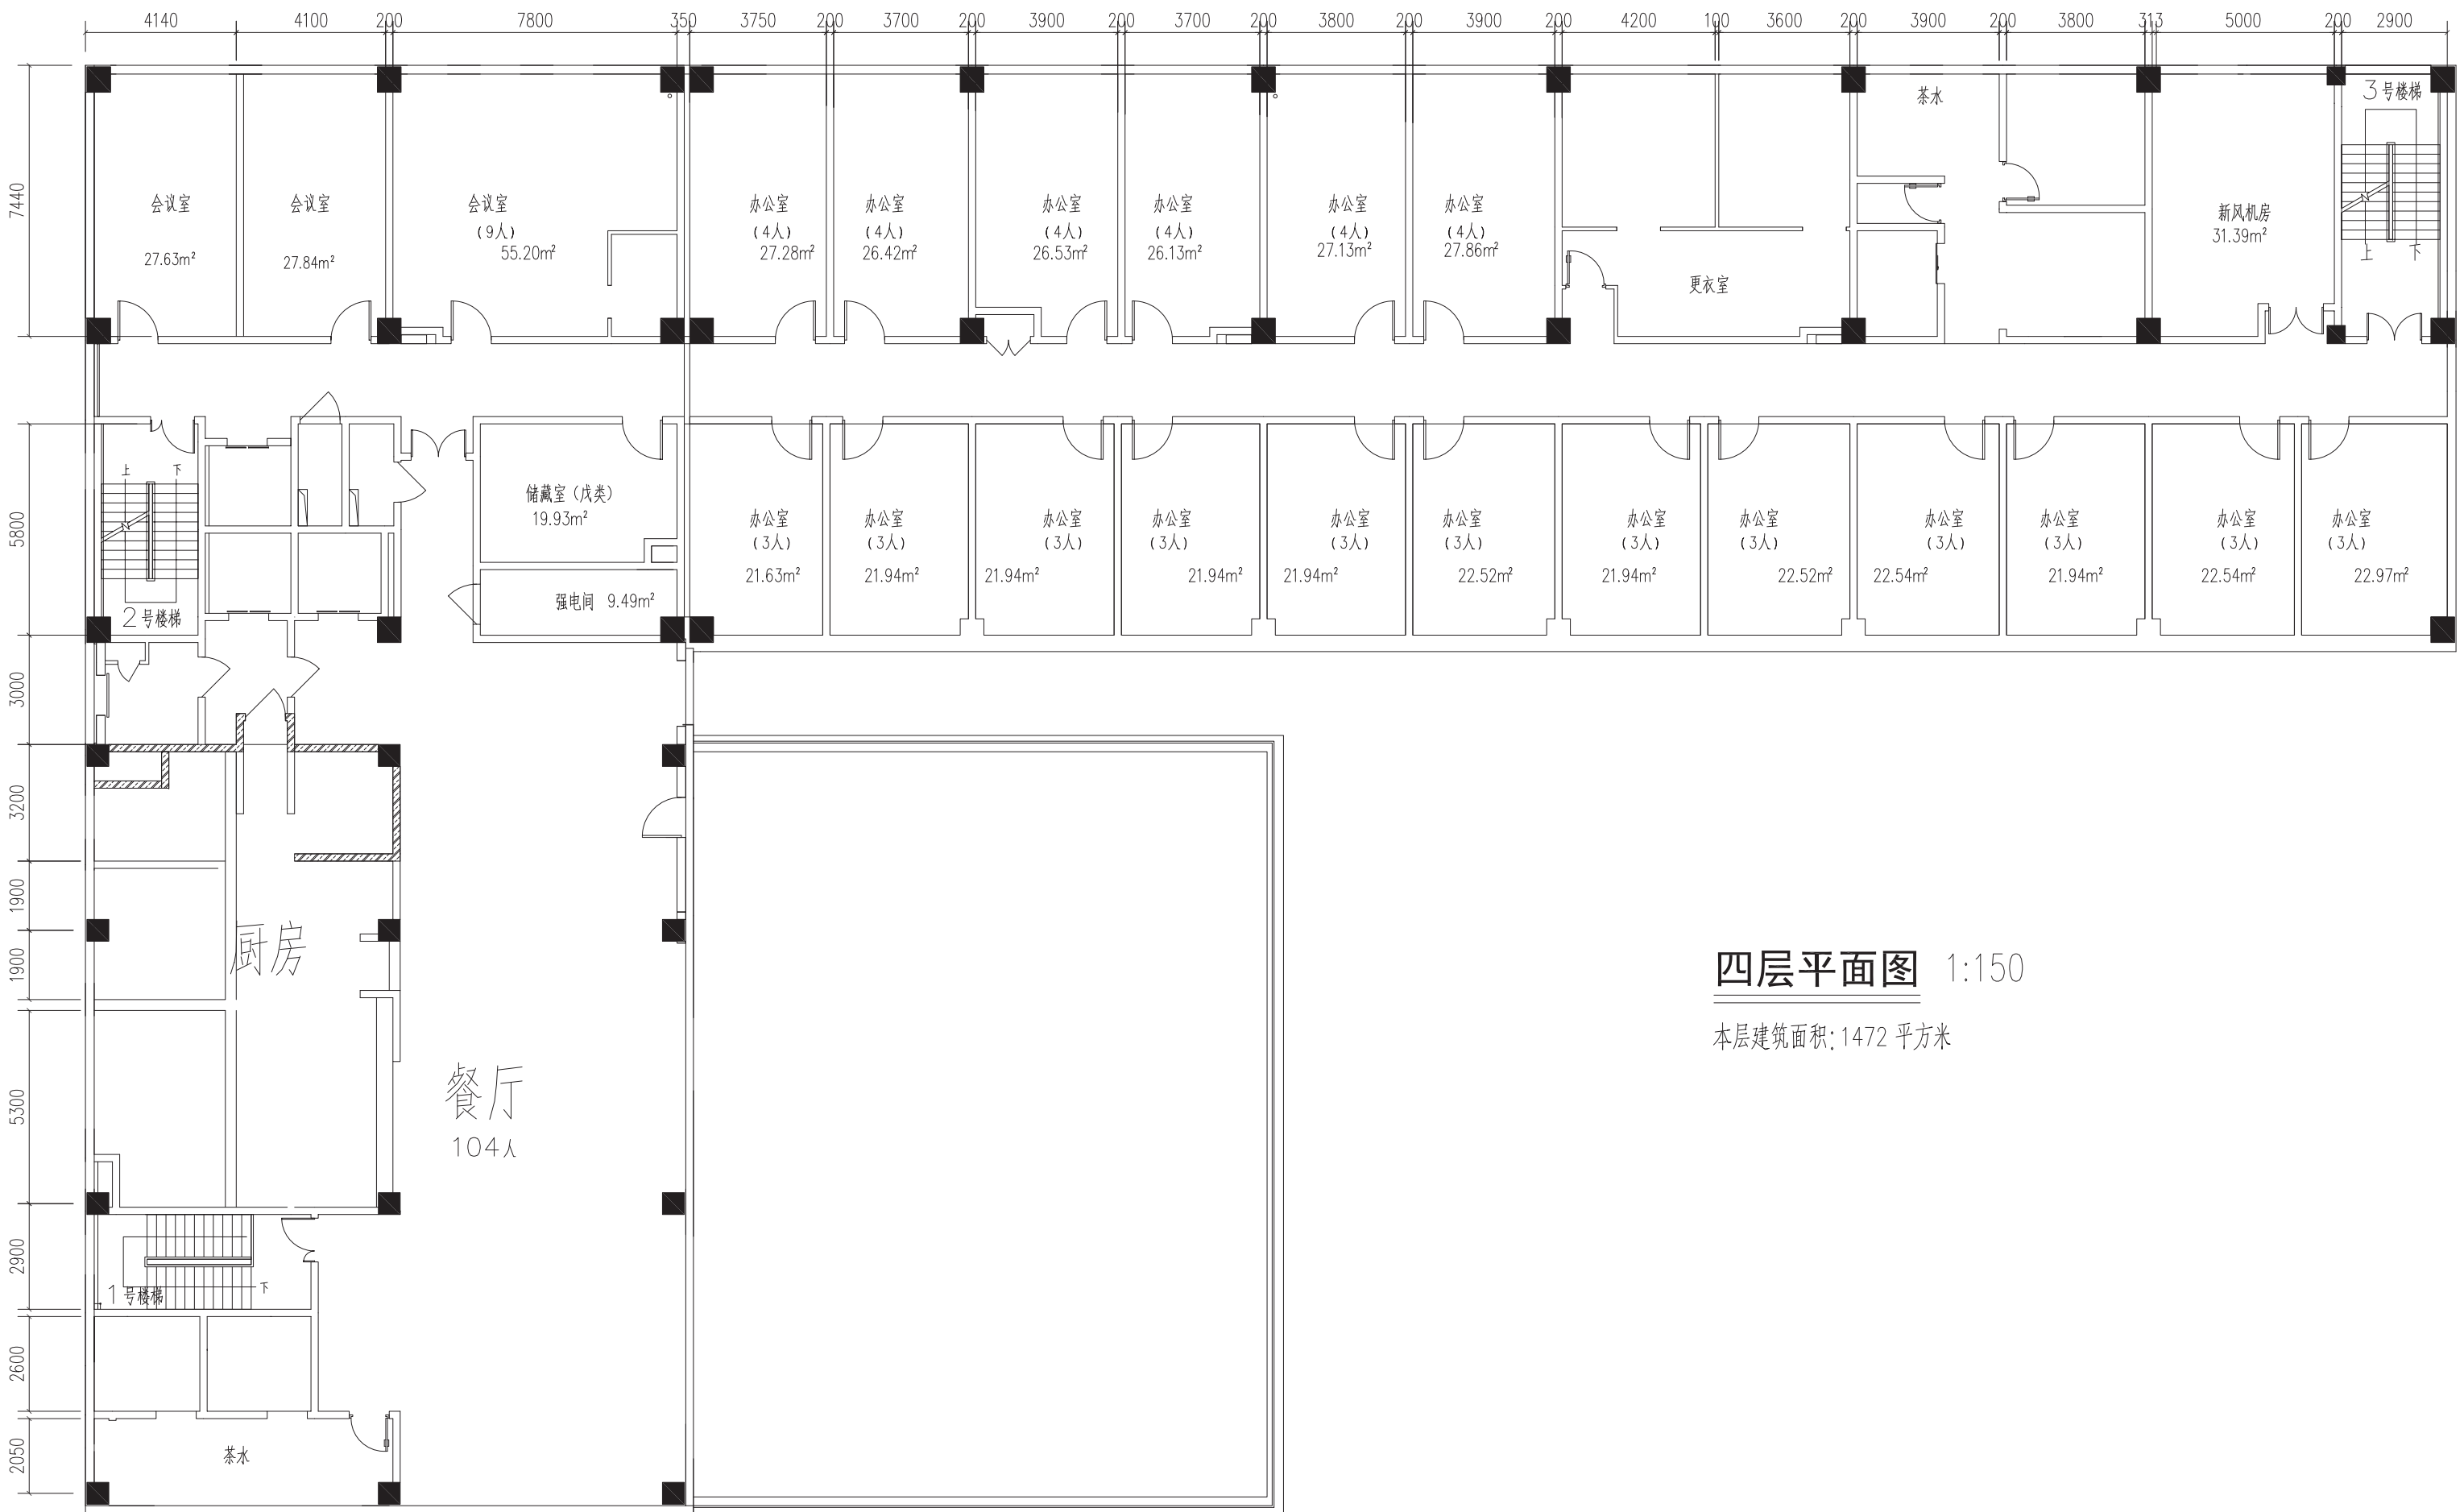 4140 4100 200 7800 350 3750 200 3700 200 3900 200 3700 200 3800 200 3900 200 4200 100 3600 200 3900 200 3800 313 5000 200 2900
7440
5800
3000
3200
1900
1900
5300
2900
2600
2050
会议室
27.63m²
会议室
27.84m²
会议室
(9人)
55.20m²
办公室
(4人)
27.28m²
办公室
(4人)
26.42m²
办公室
(4人)
26.53m²
办公室
(4人)
26.13m²
办公室
(4人)
27.13m²
办公室
(4人)
27.86m²
更衣室
茶水
新风机房
31.39m²
3号楼梯
上 下
上 下
2号楼梯
储藏室(戊类)
19.93m²
强电间 9.49m²
办公室
(3人)
21.63m²
办公室
(3人)
21.94m²
办公室
(3人)
21.94m²
办公室
(3人)
21.94m²
办公室
(3人)
21.94m²
办公室
(3人)
22.52m²
办公室
(3人)
21.94m²
办公室
(3人)
22.52m²
办公室
(3人)
22.54m²
办公室
(3人)
21.94m²
办公室
(3人)
22.54m²
办公室
(3人)
22.97m²
厨房
餐厅
104人
1号楼梯
下
茶水
四层平面图 1:150
本层建筑面积:1472 平方米